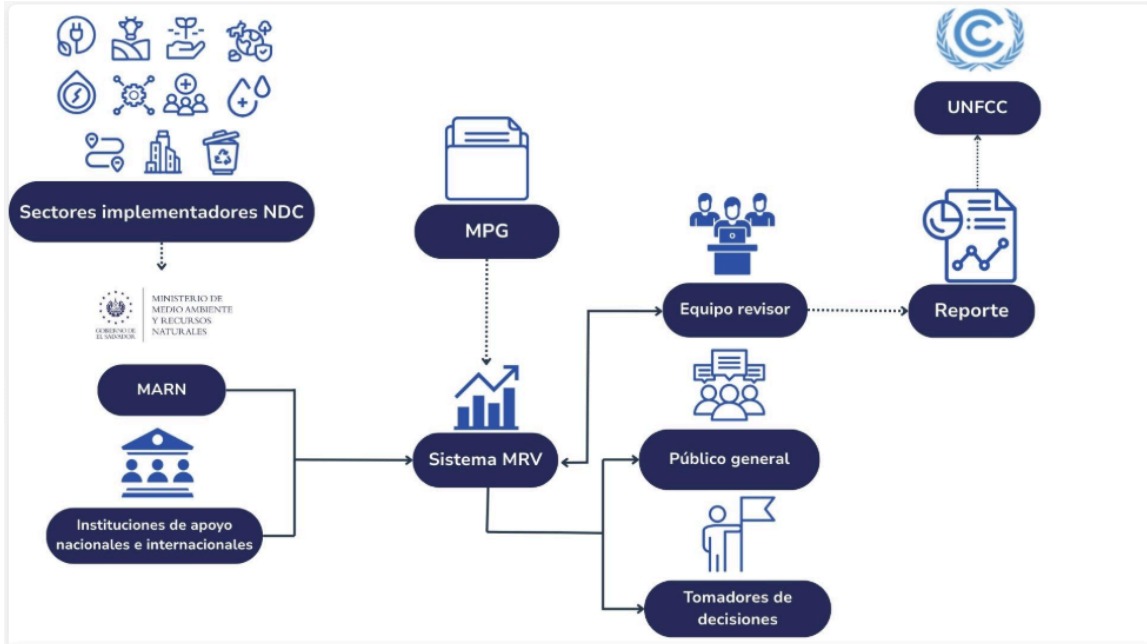 UNFCC
Sectores implementadores NDC
MPG
MINISTERIO DE
MEDIO AMBIENTE
Y RECURSOS
NATURALES
GOBIERNO DE
EL SALVADOR
Equipo revisor
Reporte
MARN
Sistema MRV
Público general
Instituciones de apoyo
nacionales e internacionales
Tomadores de
decisiones